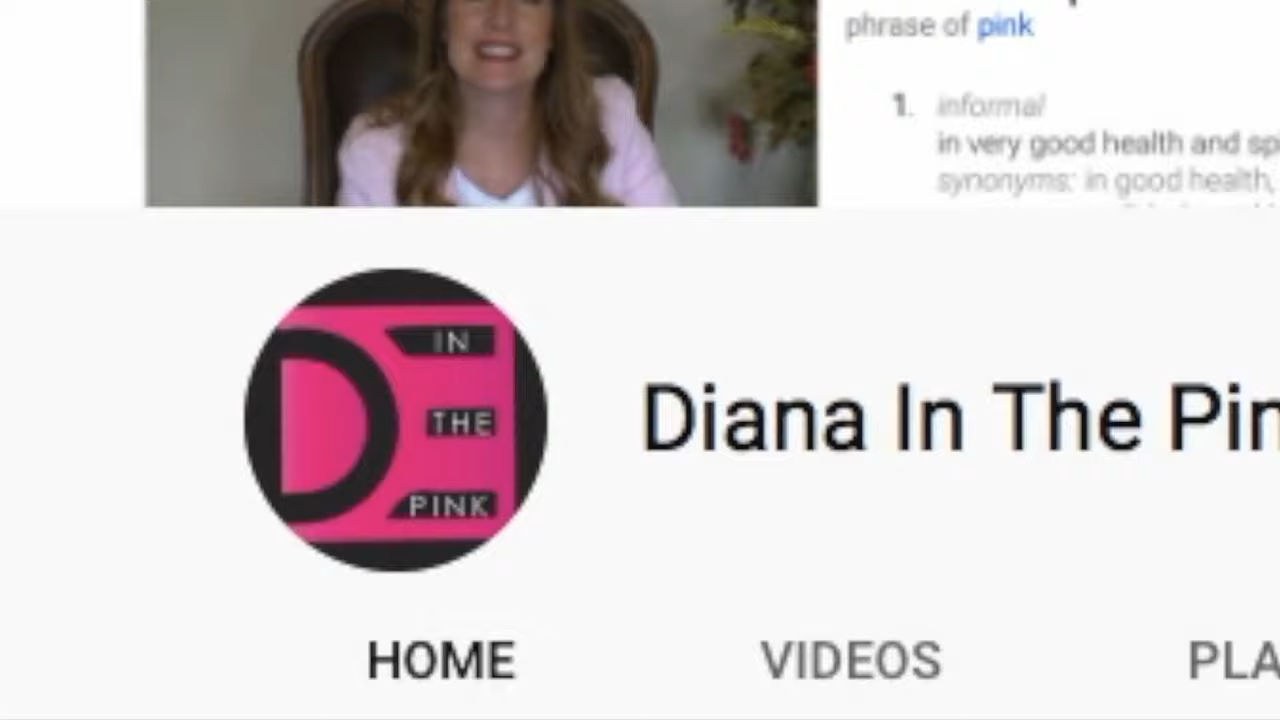 phrase of pink
1. informal
in very good health and sp
synonyms: in good health,
IN
THE
PINK
D
Diana In The Pin
HOME VIDEOS PLA